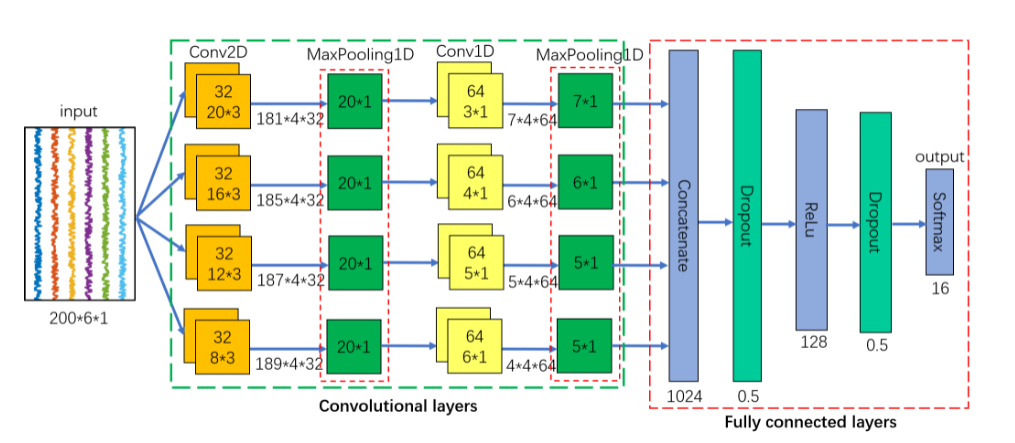 input
200*6*1
Conv2D
MaxPooling1D
Conv1D
MaxPooling1D
32
20*3
181*4*32
20*1
64
3*1
7*4*64
7*1
32
16*3
185*4*32
20*1
64
4*1
6*4*64
6*1
32
12*3
187*4*32
20*1
64
5*1
5*4*64
5*1
32
8*3
189*4*32
20*1
64
6*1
4*4*64
5*1
Convolutional layers
Concatenate
1024
Dropout
0.5
ReLu
128
Dropout
0.5
output
Softmax
16
Fully connected layers